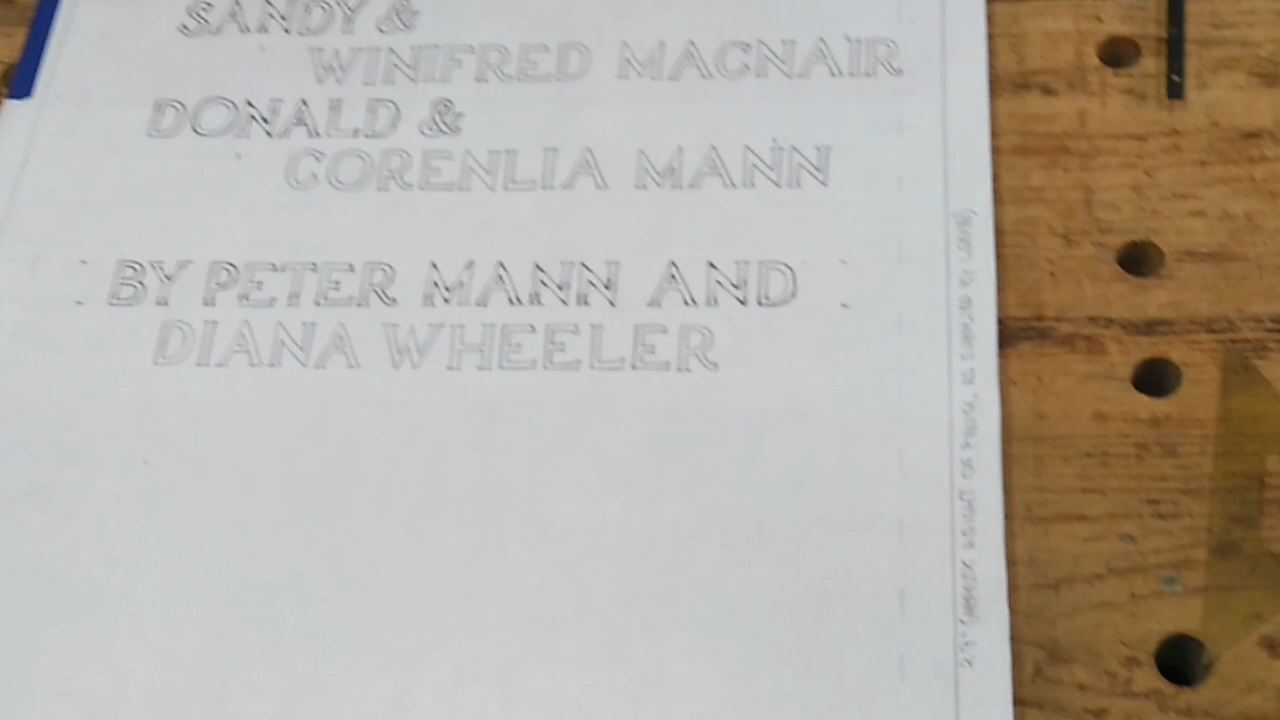 SANDY &
WINIFRED MACNAIR
DONALD &
CORENLIA MANN
BY PETER MANN AND
DIANA WHEELER